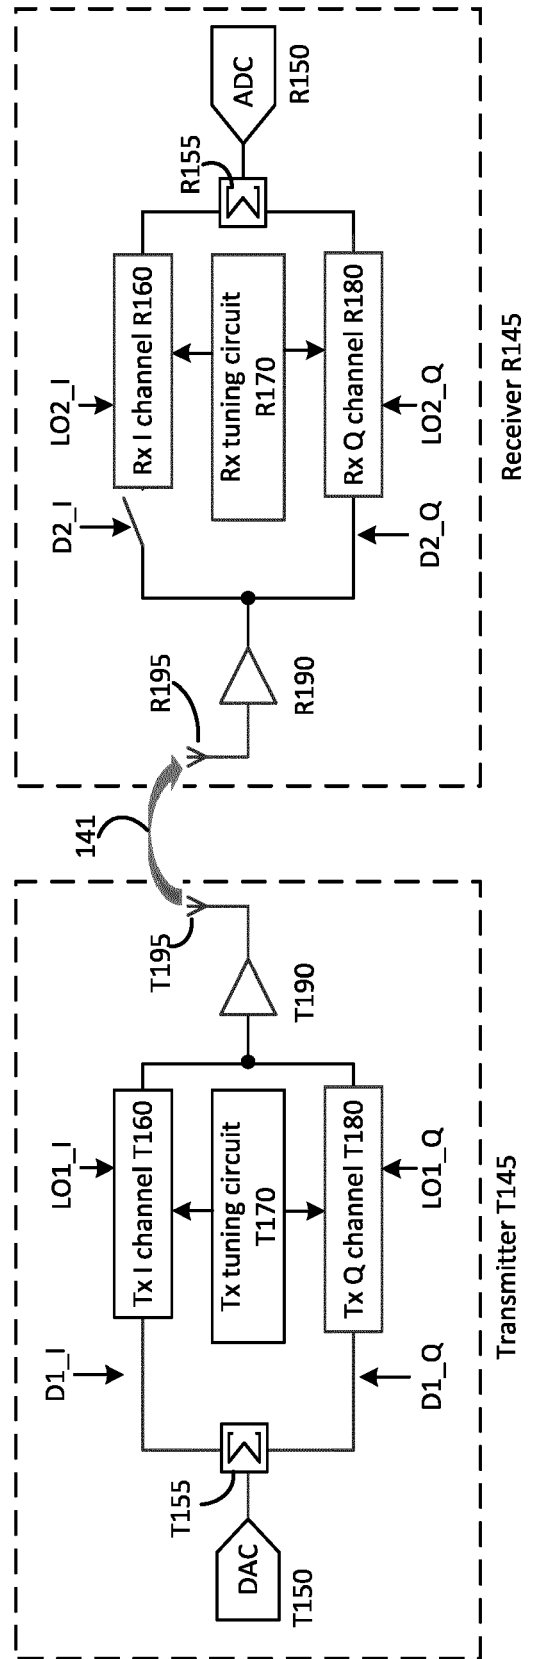 DAC
T150
T155
Σ
D1_I
D1_Q
Tx I channel T160
LO1_I
Tx tuning circuit
T170
Tx Q channel T180
LO1_Q
T190
T195
Transmitter T145
141
R195
R190
D2_I
D2_Q
Rx I channel R160
LO2_I
Rx tuning circuit
R170
Rx Q channel R180
LO2_Q
R155
Σ
ADC
R150
Receiver R145